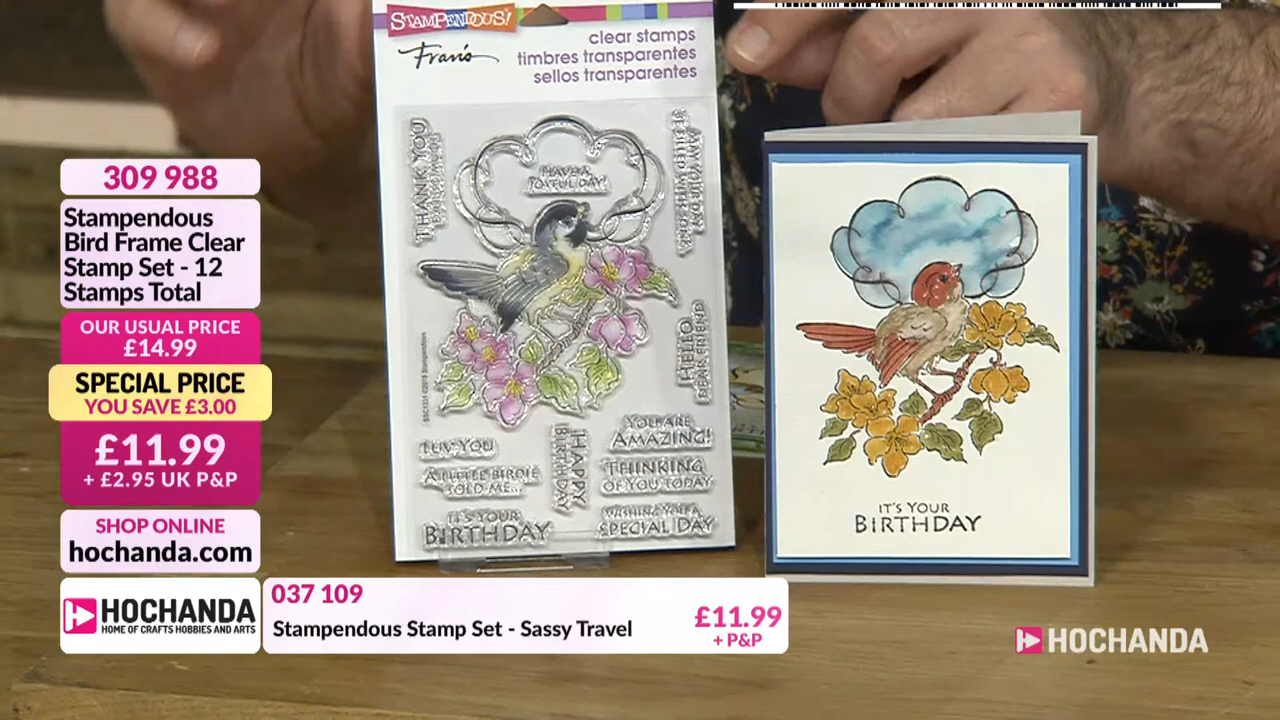 309 988
Stampendous
Bird Frame Clear
Stamp Set - 12
Stamps Total
OUR USUAL PRICE
£14.99
SPECIAL PRICE
YOU SAVE £3.00
£11.99
+ £2.95 UK P&P
SHOP ONLINE
hochanda.com
HOCHANDA
HOME OF CRAFTS HOBBIES AND ARTS
037 109
Stampendous Stamp Set - Sassy Travel
£11.99
+ P&P
STAMPENDOUS!
Fran's
clear stamps
timbres transparentes
sellos transparentes
THANK YOU
HAVE A
JOYFUL DAY!
HELLO
DEAR FRIEND
LUV YOU
A LITTLE BIRDIE
TOLD ME...
IT'S YOUR
BIRTHDAY
HAPPY
BIRTHDAY
YOU ARE
AMAZING!
THINKING
OF YOU TODAY
WISHING YOU A
SPECIAL DAY
IT'S YOUR
BIRTHDAY
HOCHANDA